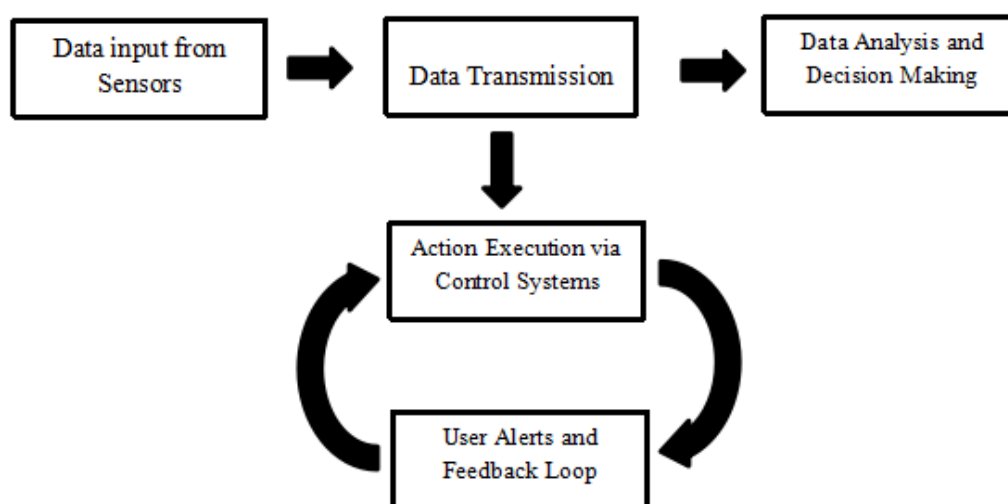 Data input from
Sensors
Data Transmission
Data Analysis and
Decision Making
Action Execution via
Control Systems
User Alerts and
Feedback Loop